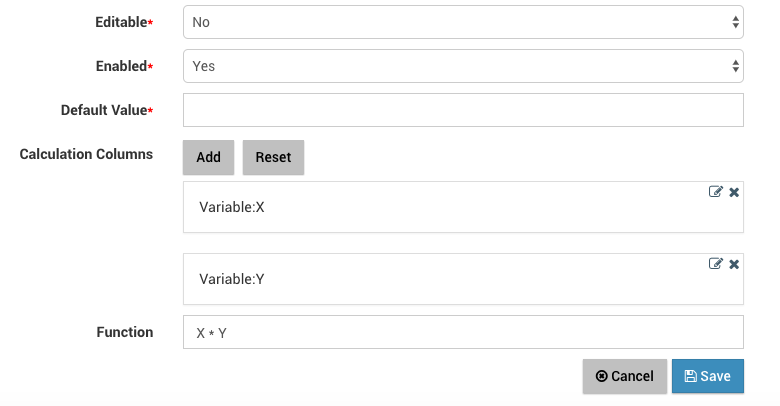 Editable* No
Enabled* Yes
Default Value*
Calculation Columns Add Reset
Variable:X
Variable:Y
Function X * Y
Cancel Save